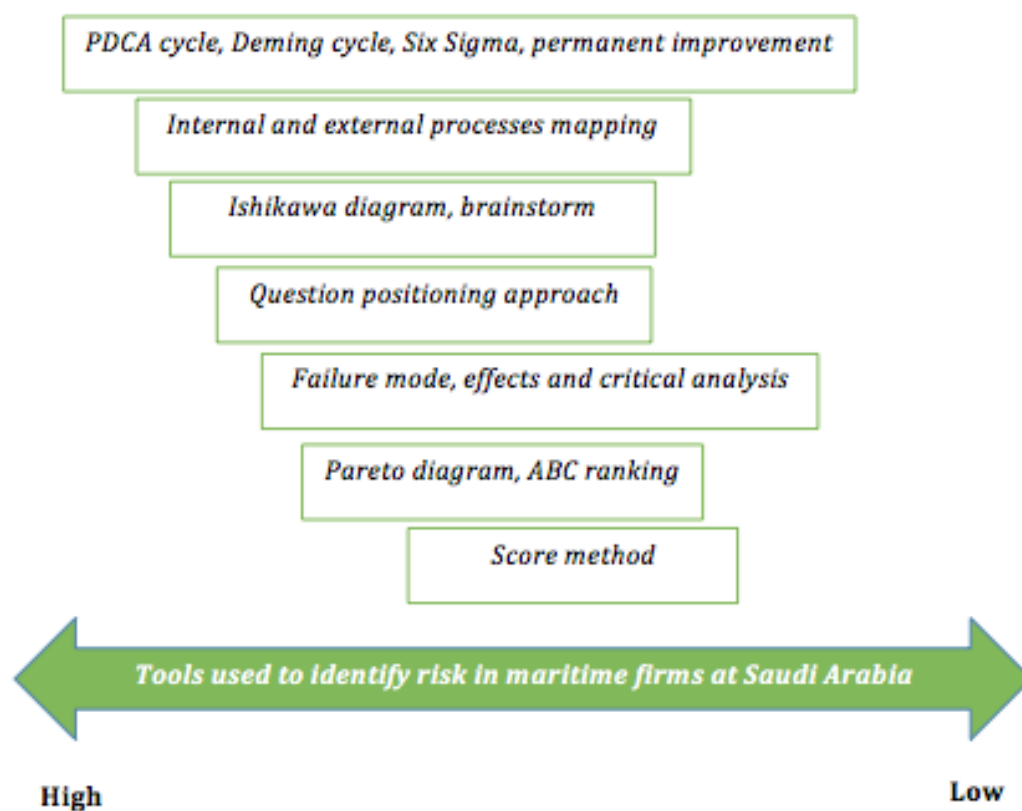 PDCA cycle, Deming cycle, Six Sigma, permanent improvement
Internal and external processes mapping
Ishikawa diagram, brainstorm
Question positioning approach
Failure mode, effects and critical analysis
Pareto diagram, ABC ranking
Score method
Tools used to identify risk in maritime firms at Saudi Arabia
High
Low